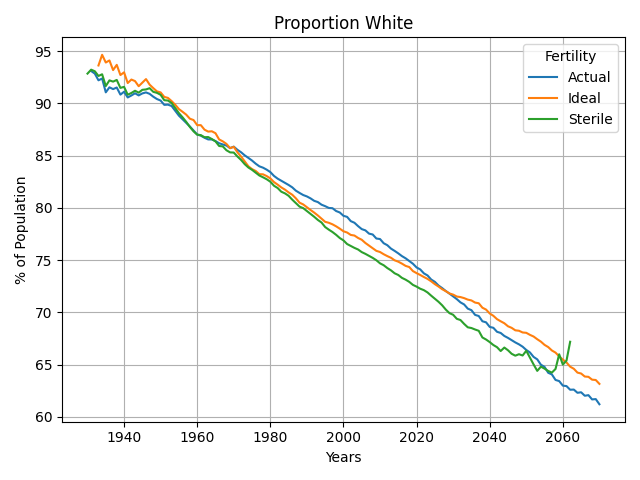 Proportion White
Fertility
Actual
Ideal
Sterile
% of Population
95
90
85
80
75
70
65
60
1940
1960
1980
2000
2020
2040
2060
Years